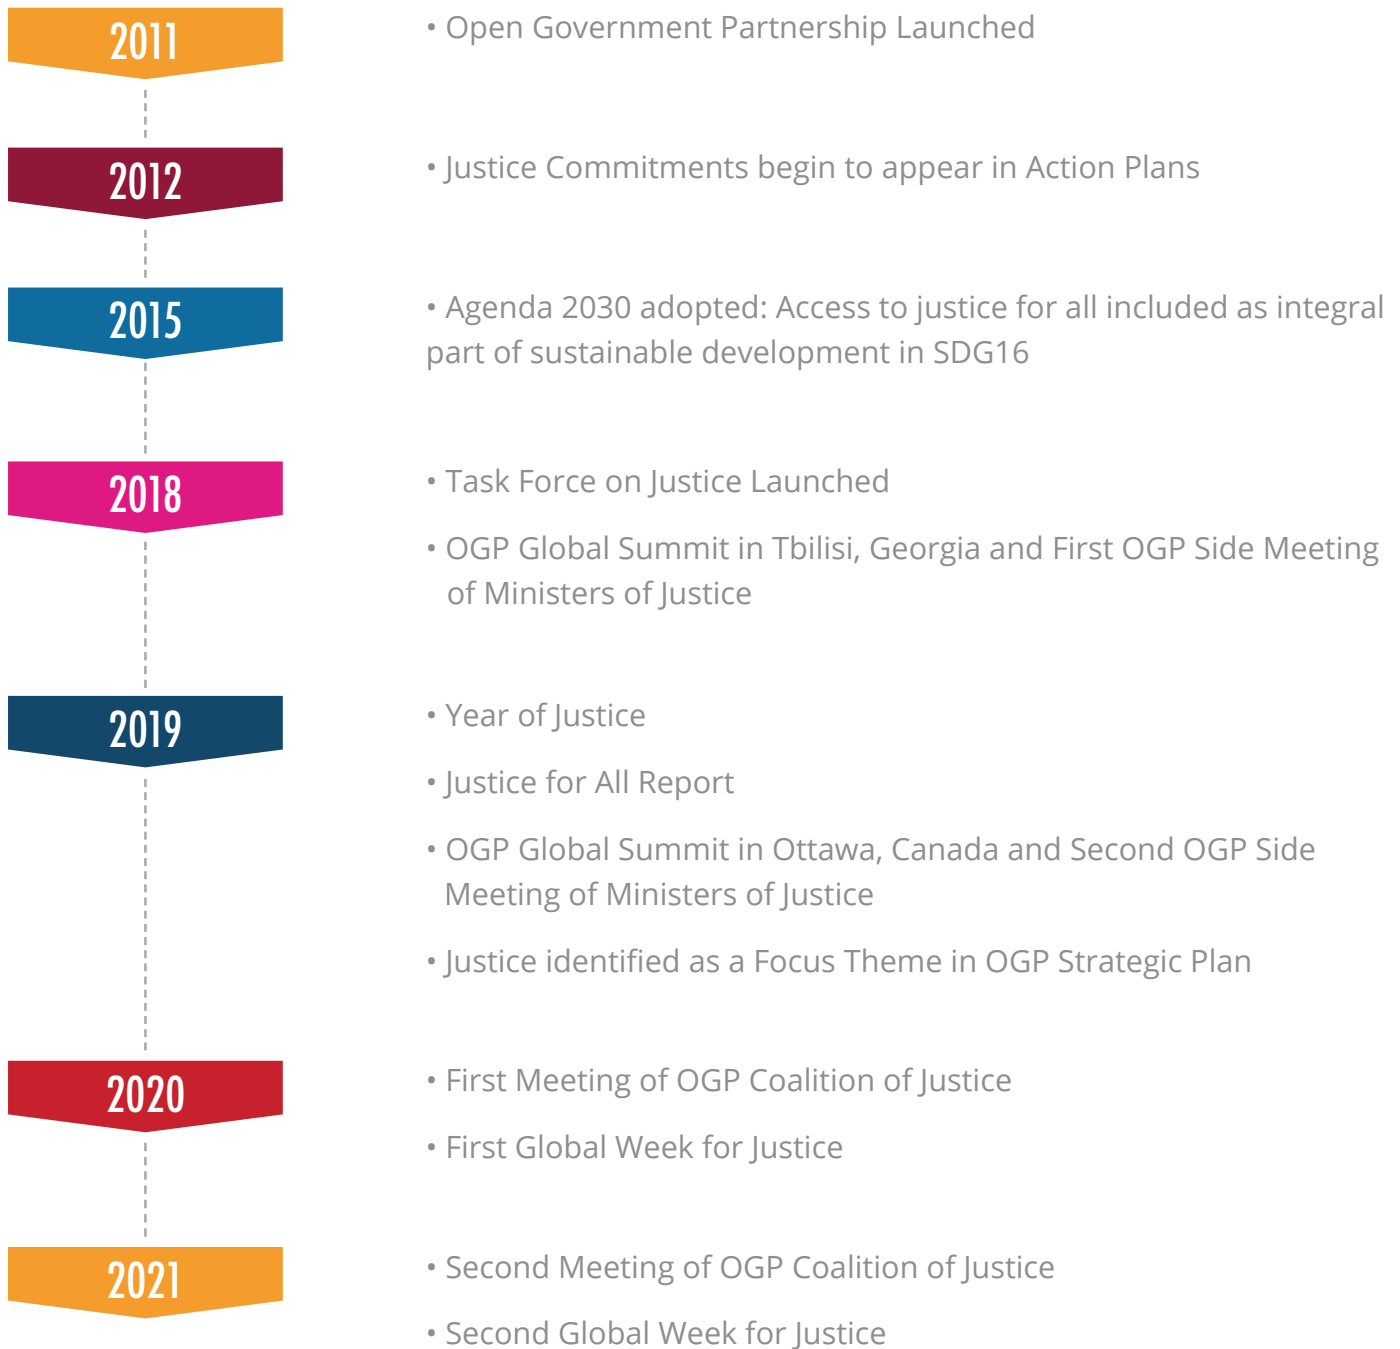 2011
• Open Government Partnership Launched
2012
• Justice Commitments begin to appear in Action Plans
2015
• Agenda 2030 adopted: Access to justice for all included as integral
part of sustainable development in SDG16
2018
• Task Force on Justice Launched
• OGP Global Summit in Tbilisi, Georgia and First OGP Side Meeting
of Ministers of Justice
2019
• Year of Justice
• Justice for All Report
• OGP Global Summit in Ottawa, Canada and Second OGP Side
Meeting of Ministers of Justice
• Justice identified as a Focus Theme in OGP Strategic Plan
2020
• First Meeting of OGP Coalition of Justice
• First Global Week for Justice
2021
• Second Meeting of OGP Coalition of Justice
• Second Global Week for Justice